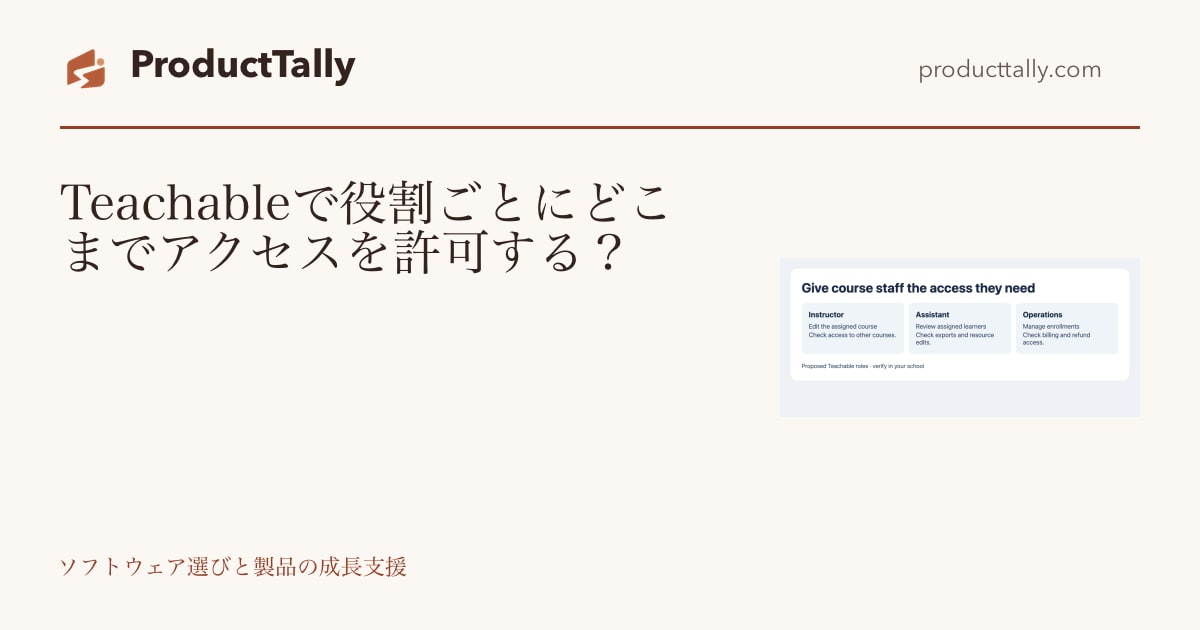 ProductTally
producttally.com
Teachableで役割ごとにどこ
までアクセスを許可する？
Give course staff the access they need
Instructor
Edit the assigned course
Check access to other courses.
Assistant
Review assigned learners
Check exports and resource
edits.
Operations
Manage enrollments
Check billing and refund
access.
Proposed Teachable roles · verify in your school
ソフトウェア選びと製品の成長支援